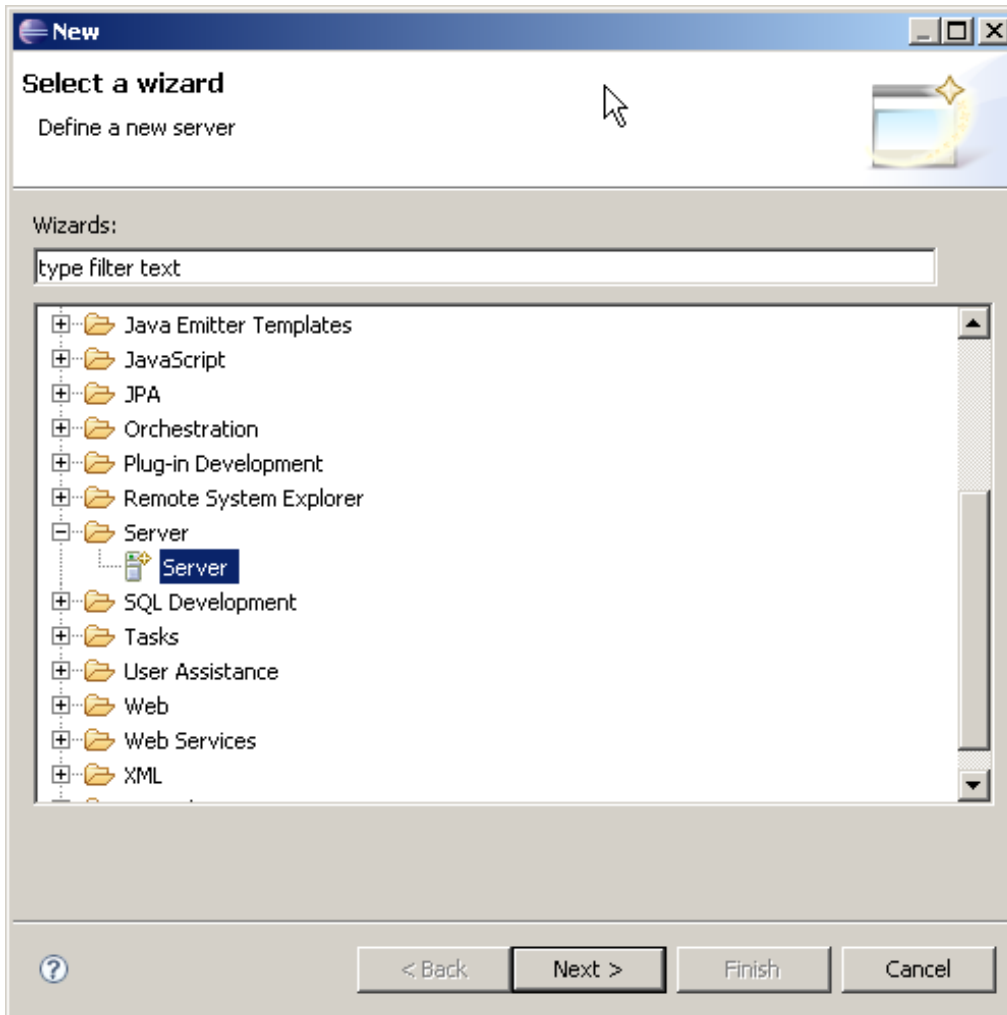 New
Select a wizard
Define a new server
Wizards:
type filter text
Java Emitter Templates
JavaScript
JPA
Orchestration
Plug-in Development
Remote System Explorer
Server
Server
SQL Development
Tasks
User Assistance
Web
Web Services
XML
< Back Next > Finish Cancel